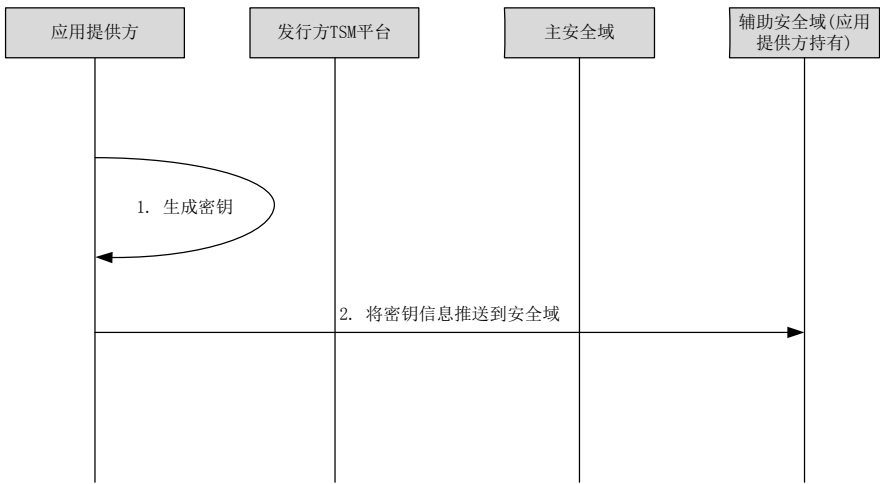 应用提供方
发行方TSM平台
主安全域
辅助安全域(应用
提供方持有)
1. 生成密钥
2. 将密钥信息推送到安全域